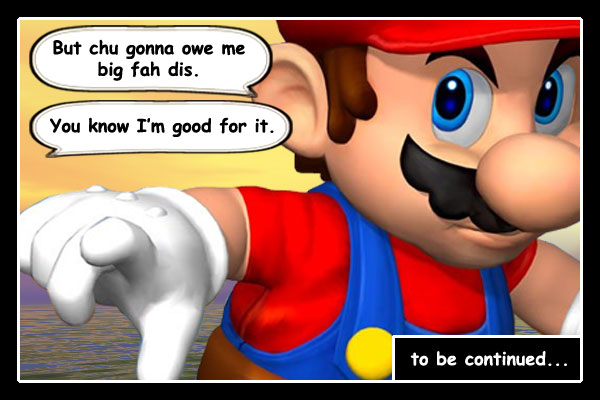 But chu gonna owe me
big fah dis.
You know I'm good for it.
to be continued...